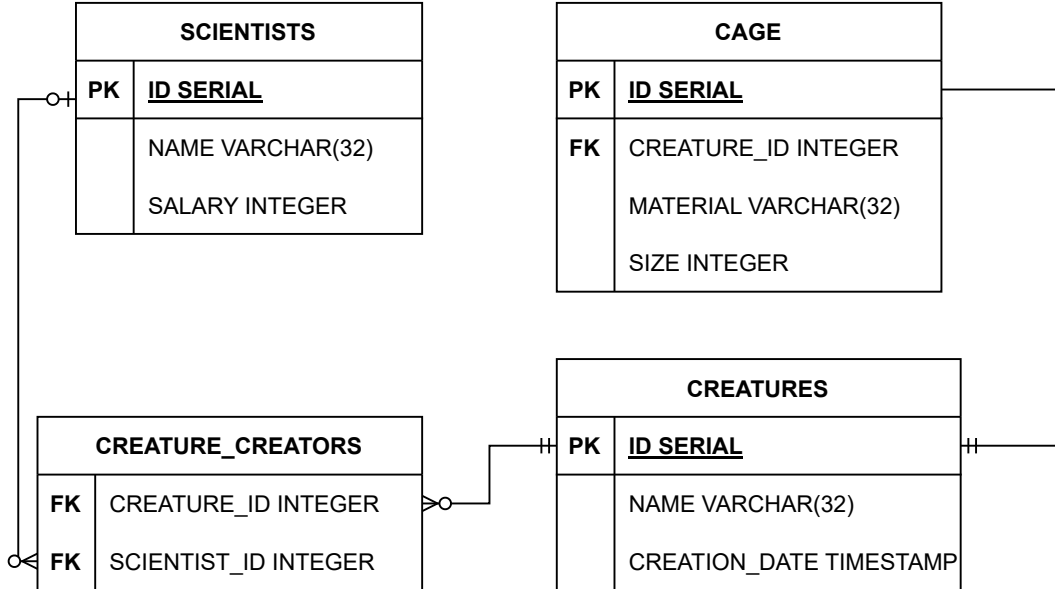 SCIENTISTS
PK ID SERIAL
NAME VARCHAR(32)
SALARY INTEGER
CAGE
PK ID SERIAL
FK CREATURE_ID INTEGER
MATERIAL VARCHAR(32)
SIZE INTEGER
CREATURE_CREATORS
FK CREATURE_ID INTEGER
FK SCIENTIST_ID INTEGER
CREATURES
PK ID SERIAL
NAME VARCHAR(32)
CREATION_DATE TIMESTAMP